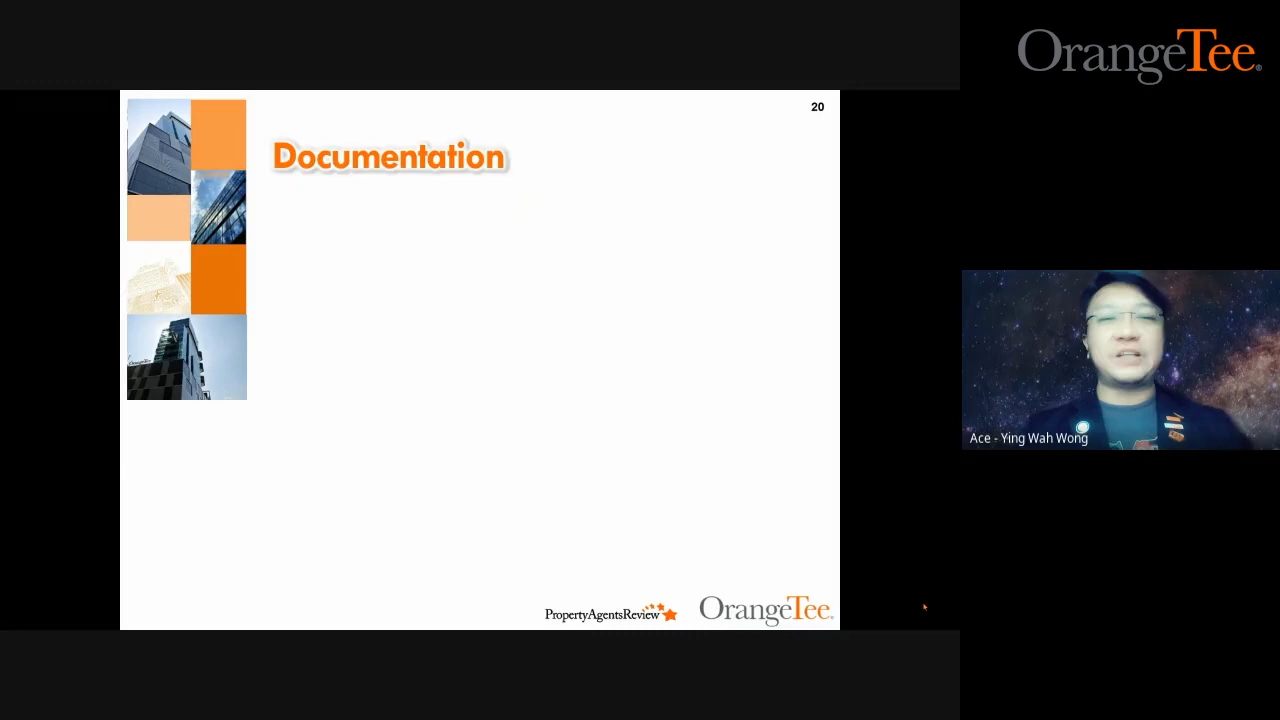 OrangeTee
20
Documentation
PropertyAgentsReview
OrangeTee
Ace - Ying Wah Wong